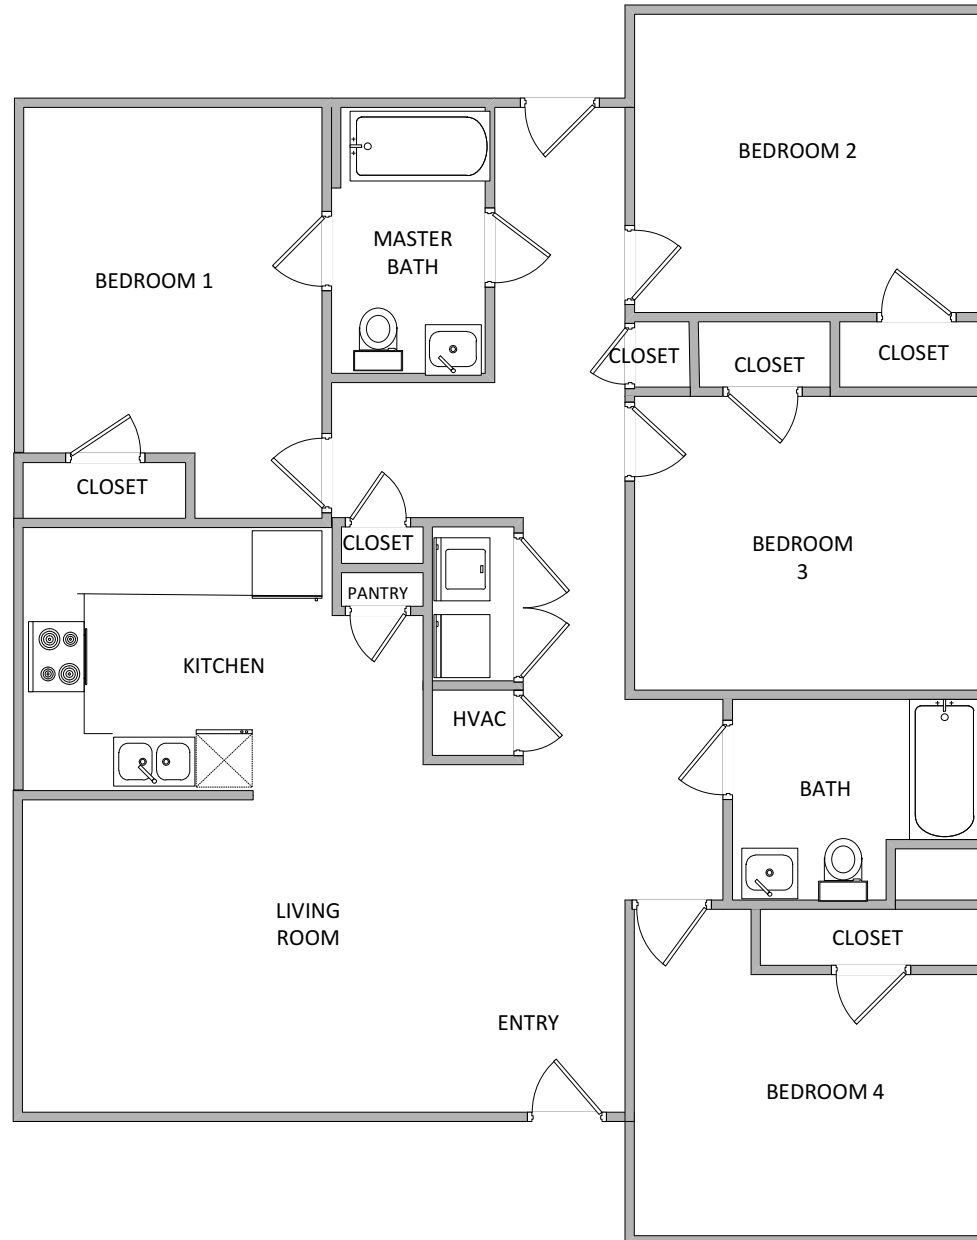 BEDROOM 2
MASTER
BATH
BEDROOM 1
CLOSET
CLOSET
CLOSET
CLOSET
CLOSET
BEDROOM
3
PANTRY
KITCHEN
HVAC
BATH
LIVING
ROOM
CLOSET
ENTRY
BEDROOM 4